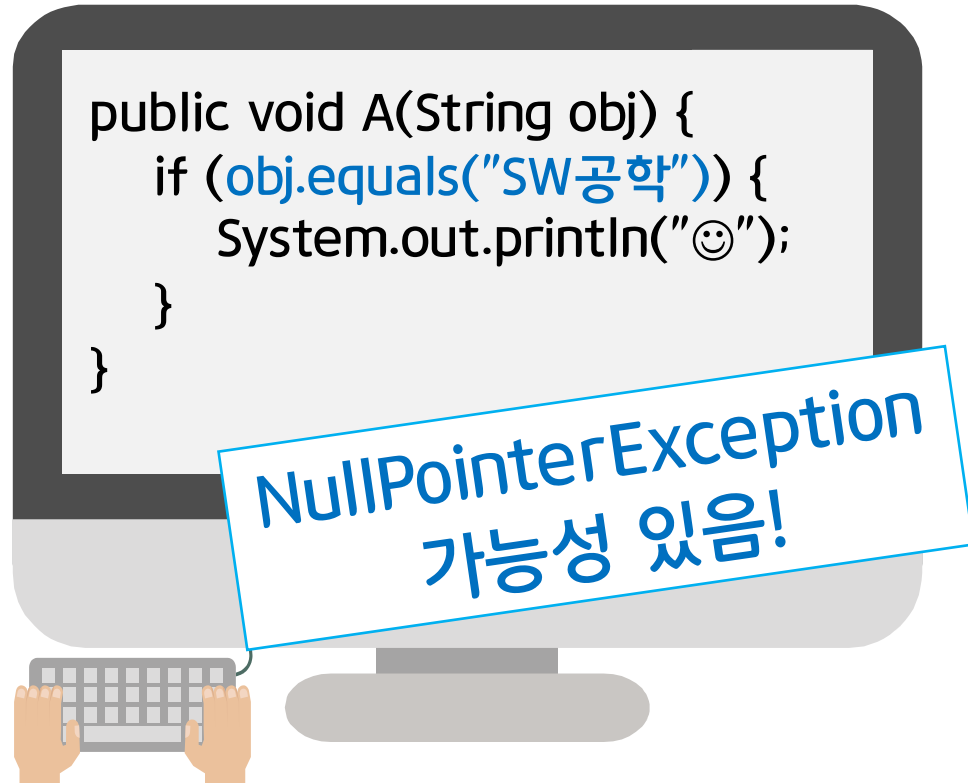 public void A(String obj) {
if (obj.equals("SW공학")) {
System.out.println("☺");
}
}
NullPointerException
가능성 있음!